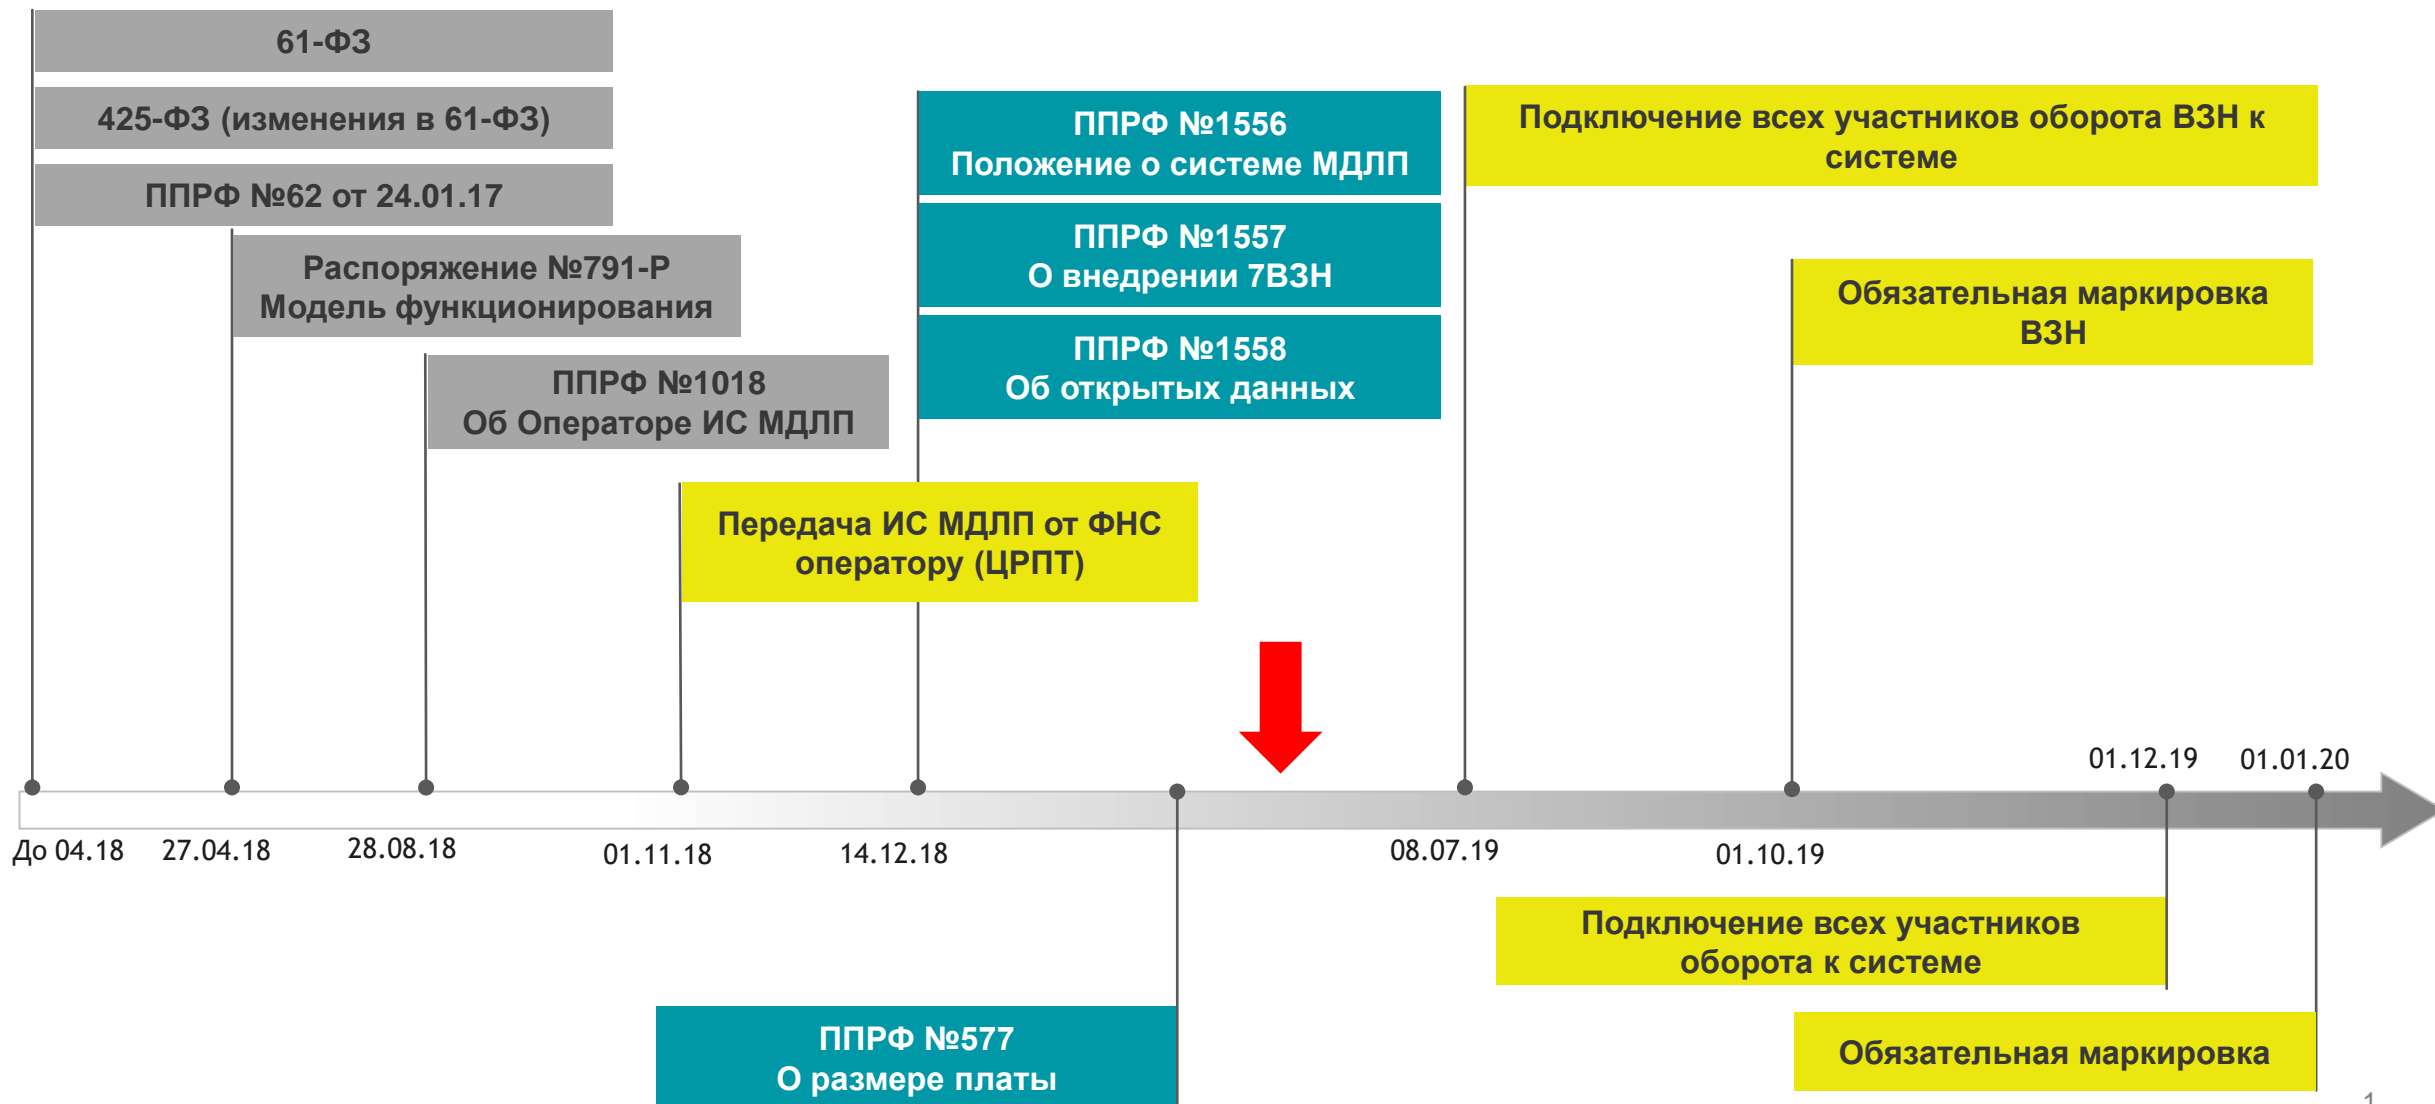 61-ФЗ
425-ФЗ (изменения в 61-ФЗ)
ППРФ №62 от 24.01.17
Распоряжение №791-Р
Модель функционирования
ППРФ №1018
Об Операторе ИС МДЛП
Передача ИС МДЛП от ФНС
оператору (ЦРПТ)
ППРФ №1556
Положение о системе МДЛП
ППРФ №1557
О внедрении 7ВЗН
ППРФ №1558
Об открытых данных
Подключение всех участников оборота ВЗН к
системе
Обязательная маркировка
ВЗН
01.12.19
01.01.20
До 04.18
27.04.18
28.08.18
01.11.18
14.12.18
08.07.19
01.10.19
Подключение всех участников
оборота к системе
ППРФ №577
О размере платы
Обязательная маркировка
1